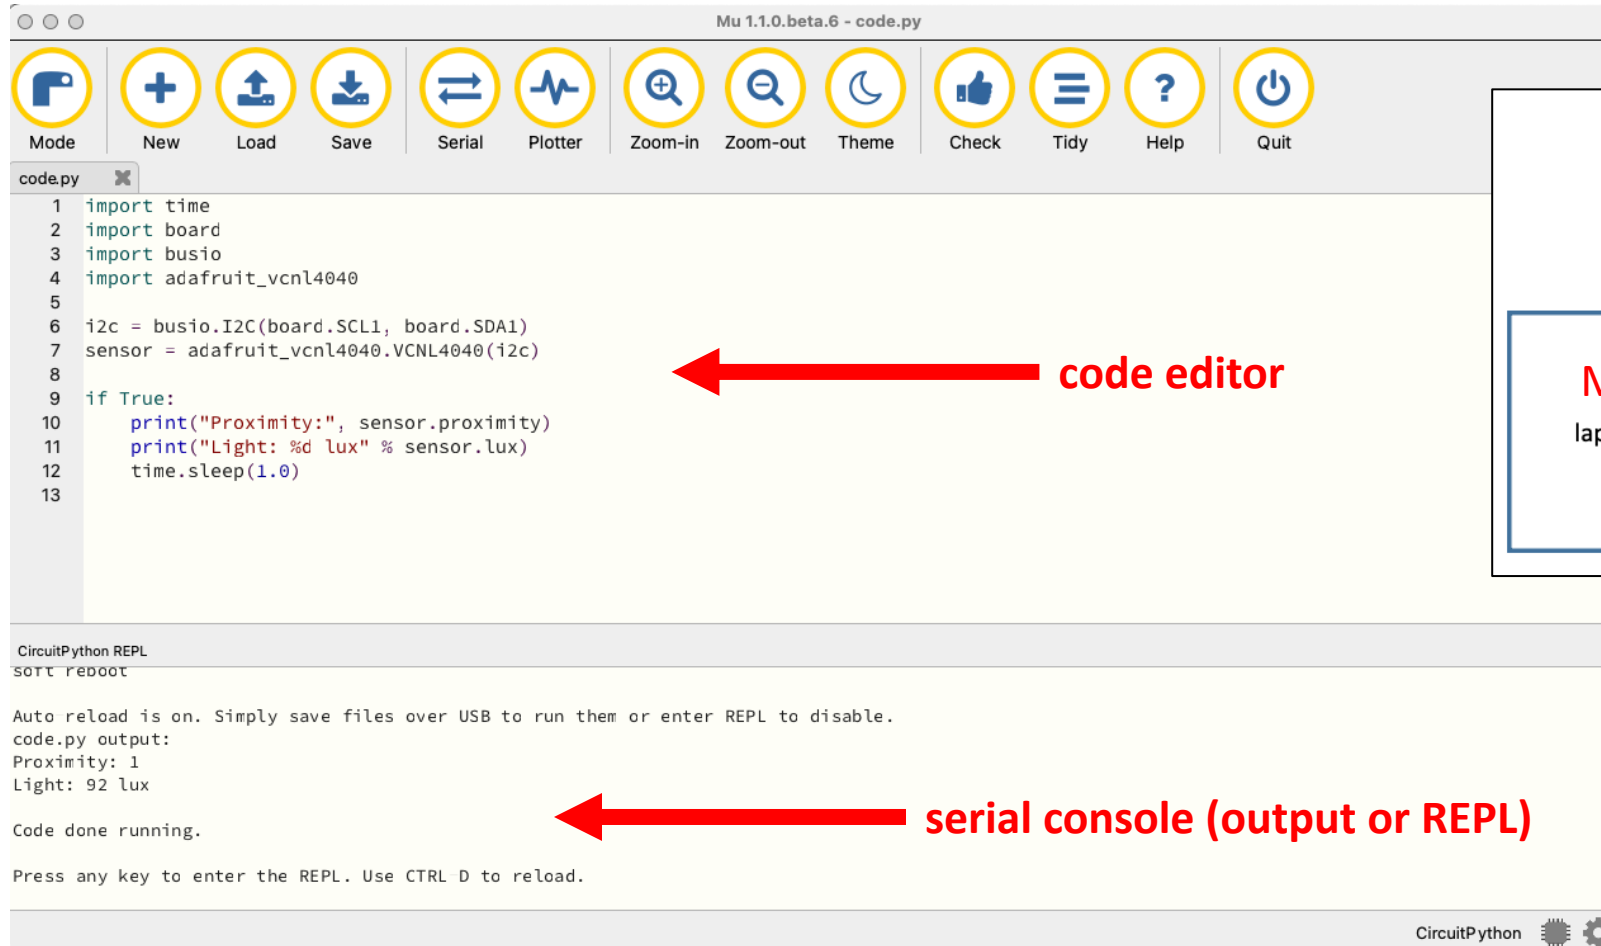 Mu 1.1.0.beta.6 - code.py
Mode New Load Save Serial Plotter Zoom-in Zoom-out Theme Check Tidy Help Quit
code.py
1 import time
2 import board
3 import busio
4 import adafruit_vcnl4040
5
6 i2c = busio.I2C(board.SCL1, board.SDA1)
7 sensor = adafruit_vcnl4040.VCNL4040(i2c)
8
9 if True:
10 print("Proximity:", sensor.proximity)
11 print("Light: %d lux" % sensor.lux)
12 time.sleep(1.0)
13
code editor
CircuitPython REPL
soft reboot
Auto reload is on. Simply save files over USB to run them or enter REPL to disable.
code.py output:
Proximity: 1
Light: 92 lux
Code done running.
Press any key to enter the REPL. Use CTRL-D to reload.
serial console (output or REPL)
CircuitPython